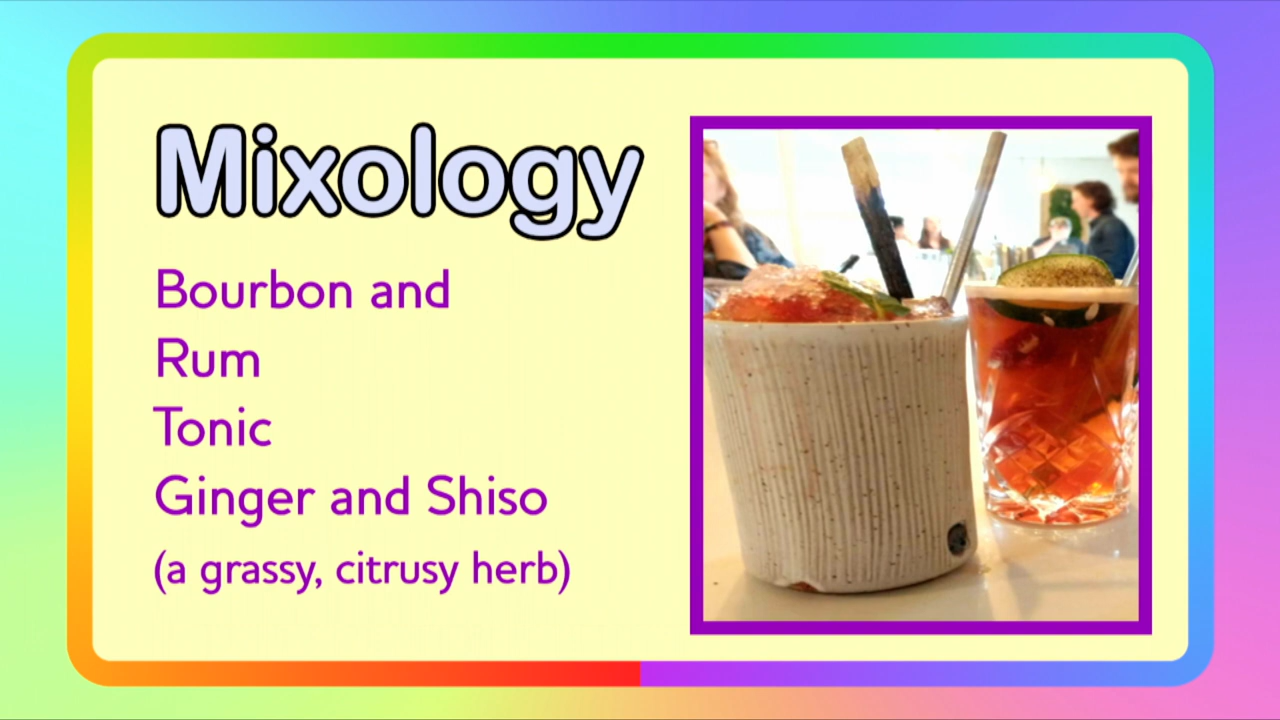 Mixology
Bourbon and
Rum
Tonic
Ginger and Shiso
(a grassy, citrusy herb)